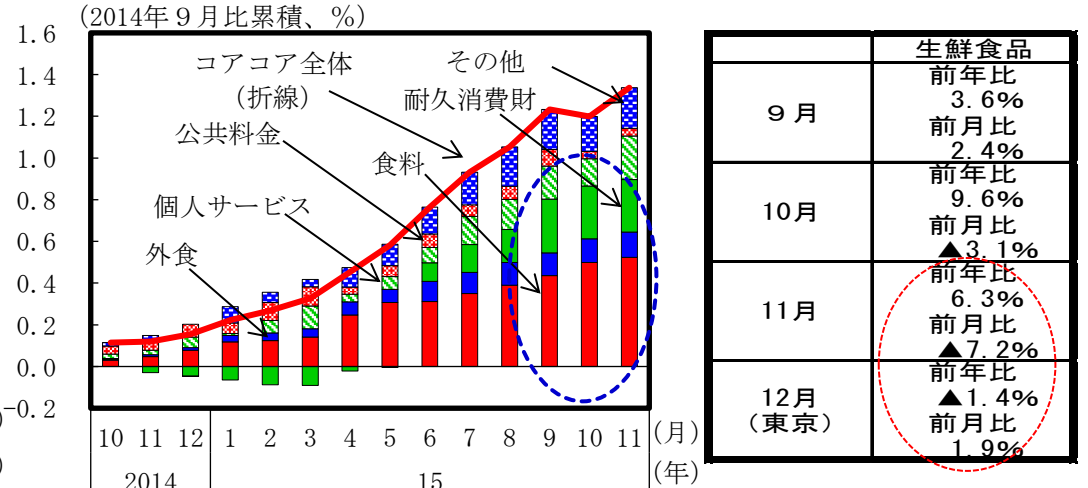 (2014年９月比累積、％)
1.6
1.4
1.2
1.0
0.8
0.6
0.4
0.2
0.0
-0.2
コアコア全体
（折線）
その他
耐久消費財
公共料金
食料
個人サービス
外食
10 11 12 1 2 3 4 5 6 7 8 9 10 11 (月)
2014 15 (年)
生鮮食品
９月
前年比
3.6%
前月比
2.4%
10月
前年比
9.6%
前月比
▲3.1%
11月
前年比
6.3%
前月比
▲7.2%
12月
（東京）
前年比
▲1.4%
前月比
1.9%
)
)